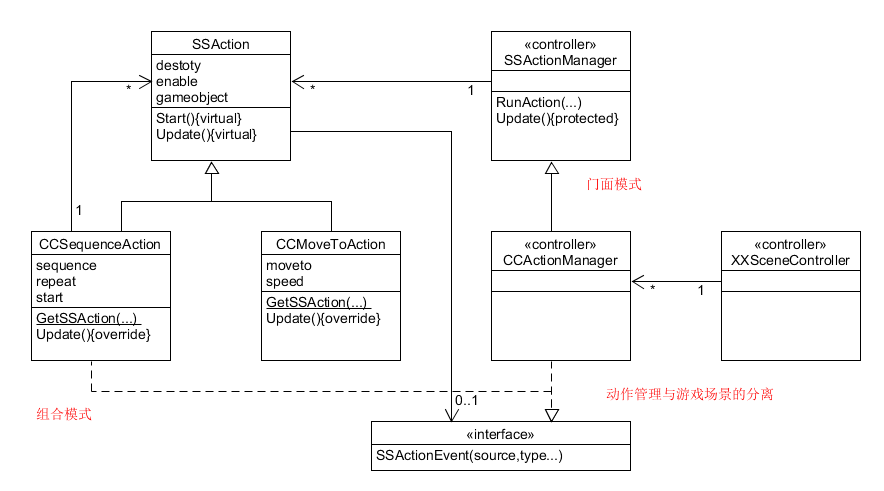 SSAction
destoty
enable
gameobject
Start(){virtual}
Update(){virtual}
«controller»
SSActionManager
RunAction(...)
Update(){protected}
*
*
1
门面模式
1
CCSequenceAction
sequence
repeat
start
GetSSAction(...)
Update(){override}
CCMoveToAction
moveto
speed
GetSSAction(...)
Update(){override}
«controller»
CCActionManager
«controller»
XXSceneController
*
1
组合模式
动作管理与游戏场景的分离
0..1
«interface»
SSActionEvent(source,type...)